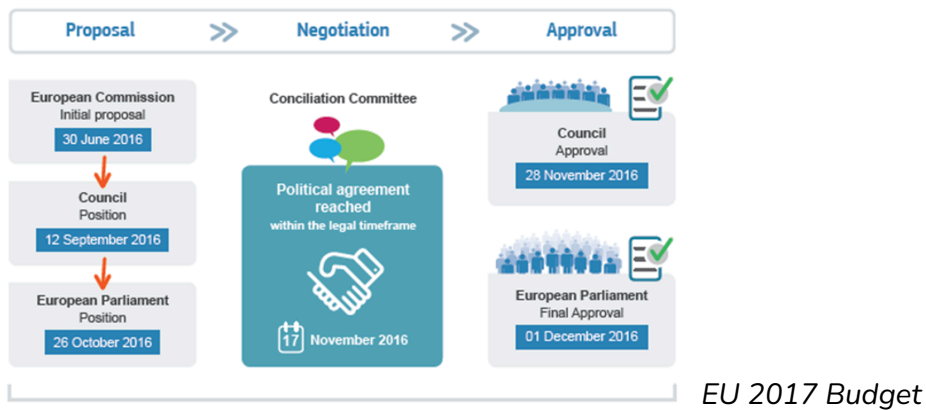 Proposal
Negotiation
Approval
European Commission
Initial proposal
30 June 2016
Council
Position
12 September 2016
European Parliament
Position
26 October 2016
Conciliation Committee
Political agreement
reached
within the legal timeframe
17 November 2016
Council
Approval
28 November 2016
European Parliament
Final Approval
01 December 2016
EU 2017 Budget